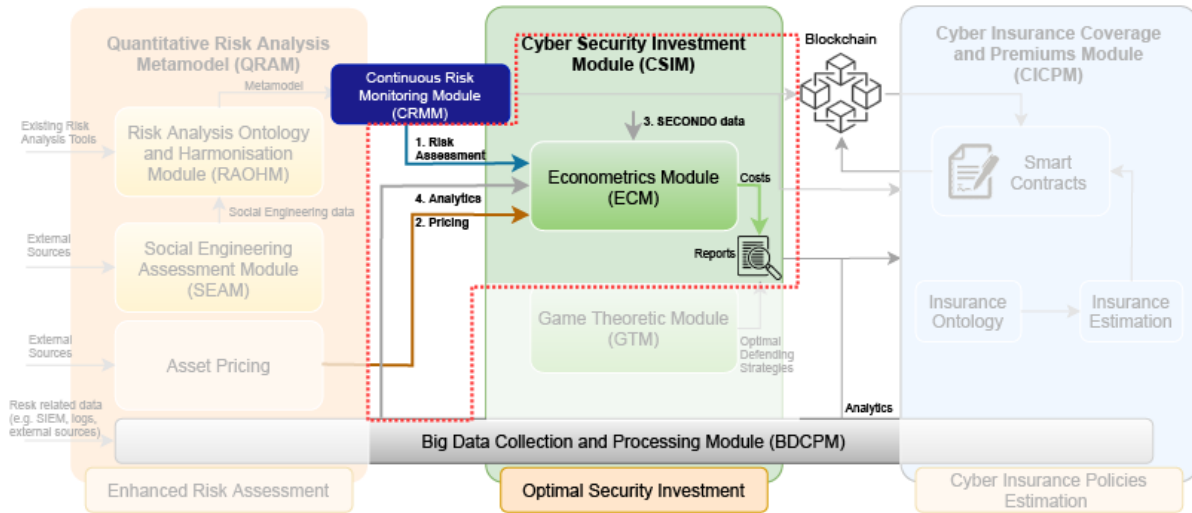 Quantitative Risk Analysis
Metamodel (QRAM)
Metamodel
Existing Risk
Analysis Tools
Risk Analysis Ontology
and Harmonisation
Module (RAOHM)
Social Engineering data
External
Sources
Social Engineering
Assessment Module
(SEAM)
External
Sources
Asset Pricing
Resk related data
(e.g. SIEM, logs,
external sources)
Enhanced Risk Assessment
Continuous Risk
Monitoring Module
(CRMM)
Cyber Security Investment
Module (CSIM)
1. Risk
Assessment
3. SECONDO data
4. Analytics
2. Pricing
Econometrics Module
(ECM)
Costs
Reports
Game Theoretic Module
(GTM)
Optimal
Defending
Strategies
Big Data Collection and Processing Module (BDCPM)
Optimal Security Investment
Blockchain
Cyber Insurance Coverage
and Premiums Module
(CICPM)
Smart
Contracts
Insurance
Ontology
Insurance
Estimation
Analytics
Cyber Insurance Policies
Estimation